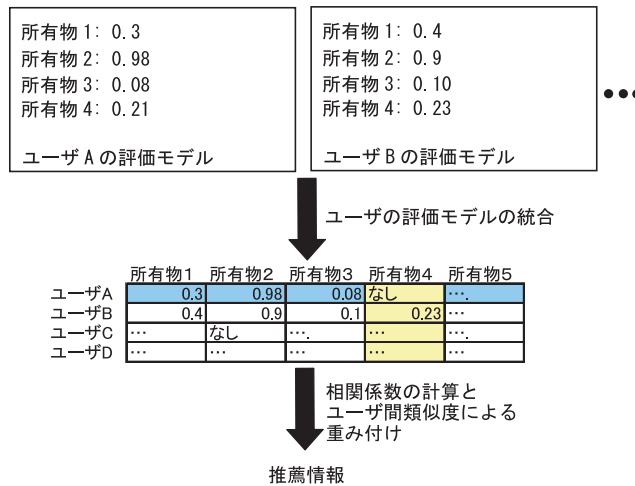 所有物1: 0.3
所有物2: 0.98
所有物3: 0.08
所有物4: 0.21
ユーザAの評価モデル
所有物1: 0.4
所有物2: 0.9
所有物3: 0.10
所有物4: 0.23
ユーザBの評価モデル
•••
ユーザの評価モデルの統合
所有物1 所有物2 所有物3 所有物4 所有物5
ユーザA 0.3 0.98 0.08 なし ….
ユーザB 0.4 0.9 0.1 0.23 …
ユーザC … なし …. … …
ユーザD … … … … …
相関係数の計算と
ユーザ間類似度による
重み付け
推薦情報